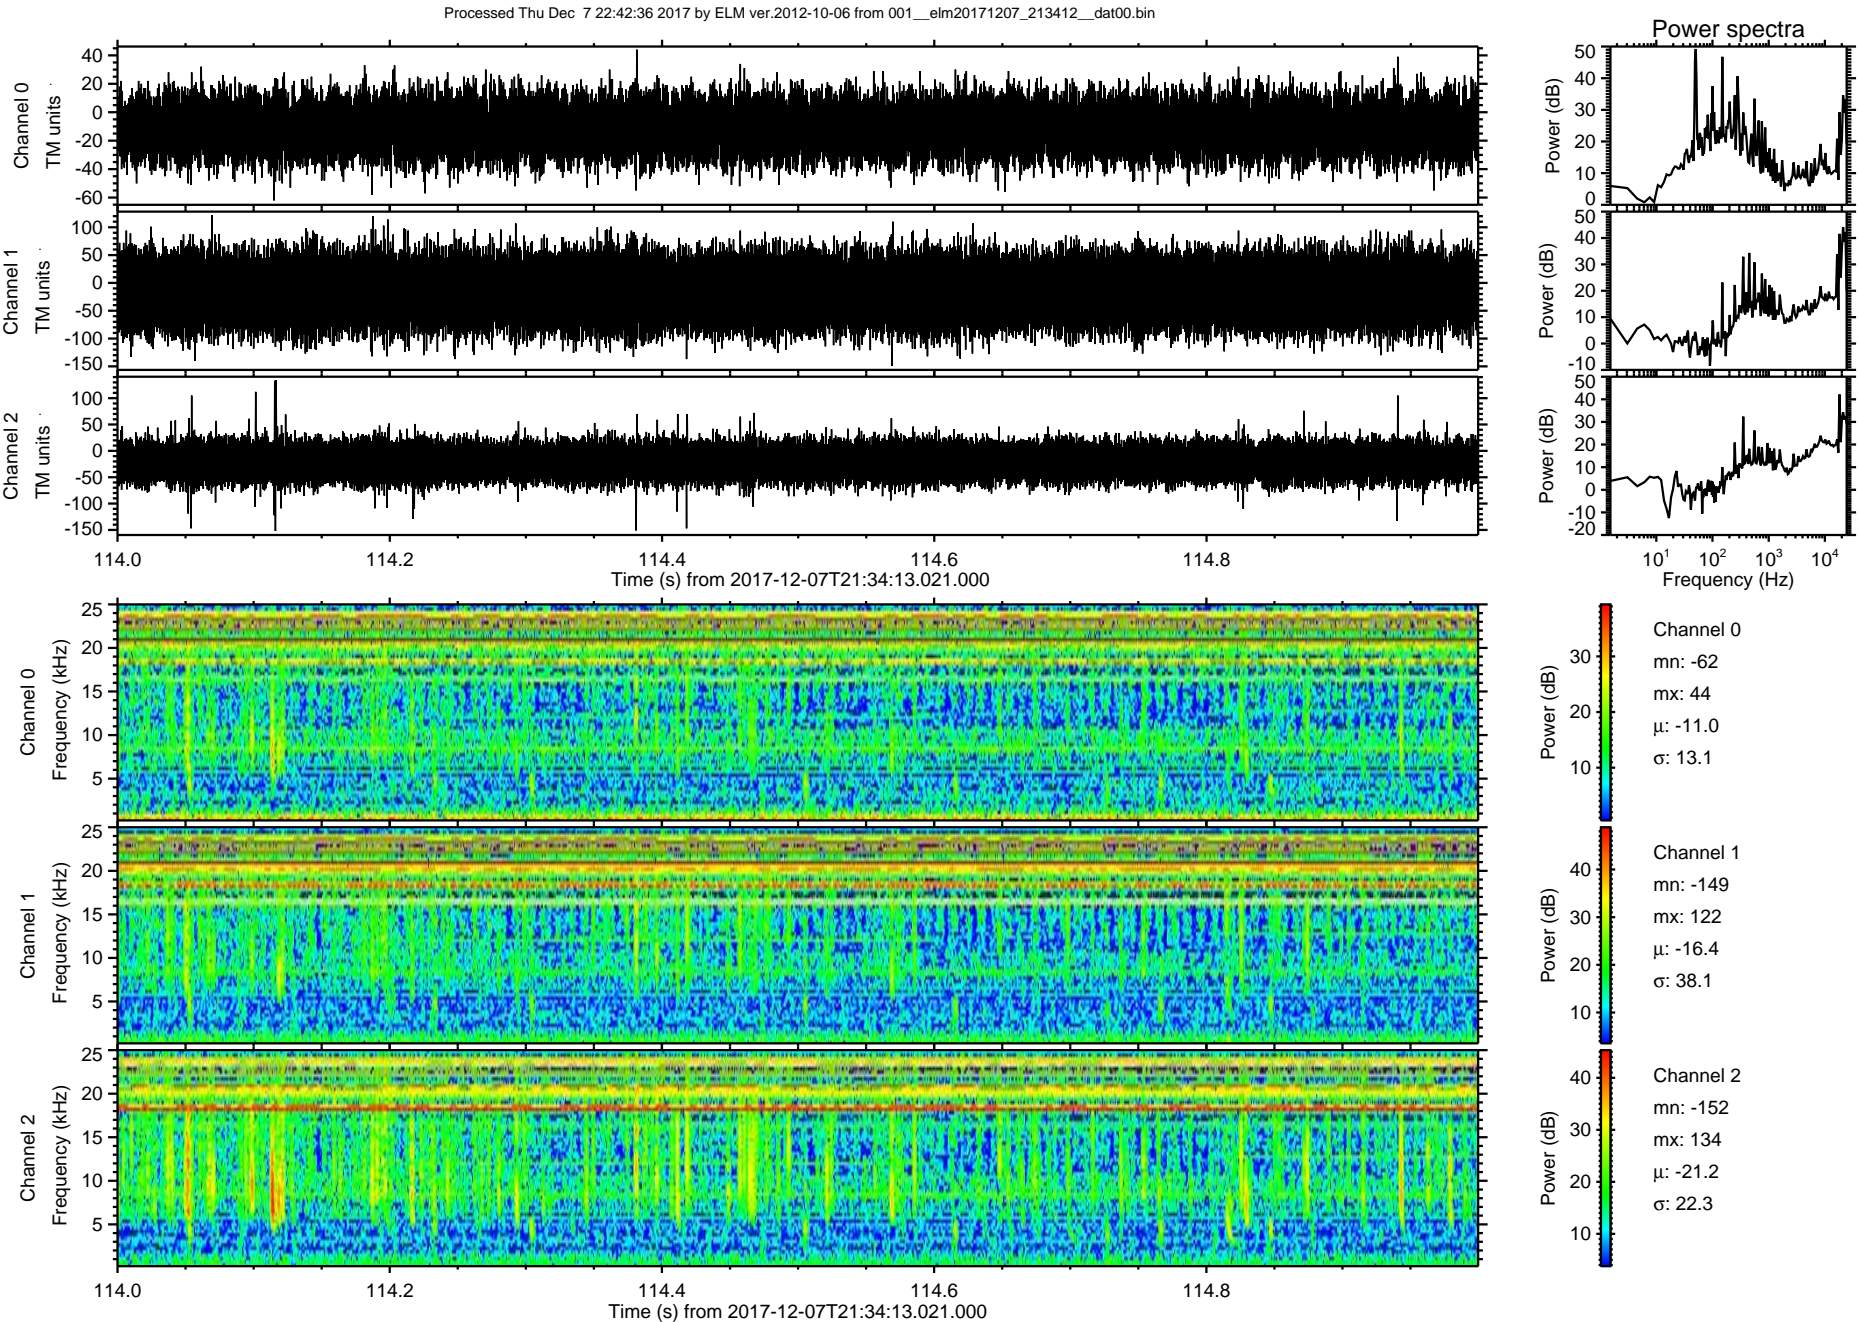 Processed Thu Dec  7 22:42:36 2017 by ELM ver.2012-10-06 from 001__elm20171207_213412__dat00.bin
Power spectra
Channel 0
TM units
40
20
0
-20
-40
-60
Power (dB)
50
40
30
20
10
0
Channel 1
TM units
100
50
0
-50
-100
-150
Power (dB)
50
40
30
20
10
0
-10
Channel 2
TM units
100
50
0
-50
-100
-150
Power (dB)
50
40
30
20
10
0
-10
-20
114.0 114.2 114.4 114.6 114.8
Time (s) from 2017-12-07T21:34:13.021.000
10¹ 10² 10³ 10⁴
Frequency (Hz)
Channel 0
Frequency (kHz)
25
20
15
10
5
Power (dB)
30
20
10
Channel 0
mn: -62
mx: 44
μ: -11.0
σ: 13.1
Channel 1
Frequency (kHz)
25
20
15
10
5
Power (dB)
40
30
20
10
Channel 1
mn: -149
mx: 122
μ: -16.4
σ: 38.1
Channel 2
Frequency (kHz)
25
20
15
10
5
Power (dB)
40
30
20
10
Channel 2
mn: -152
mx: 134
μ: -21.2
σ: 22.3
114.0 114.2 114.4 114.6 114.8
Time (s) from 2017-12-07T21:34:13.021.000